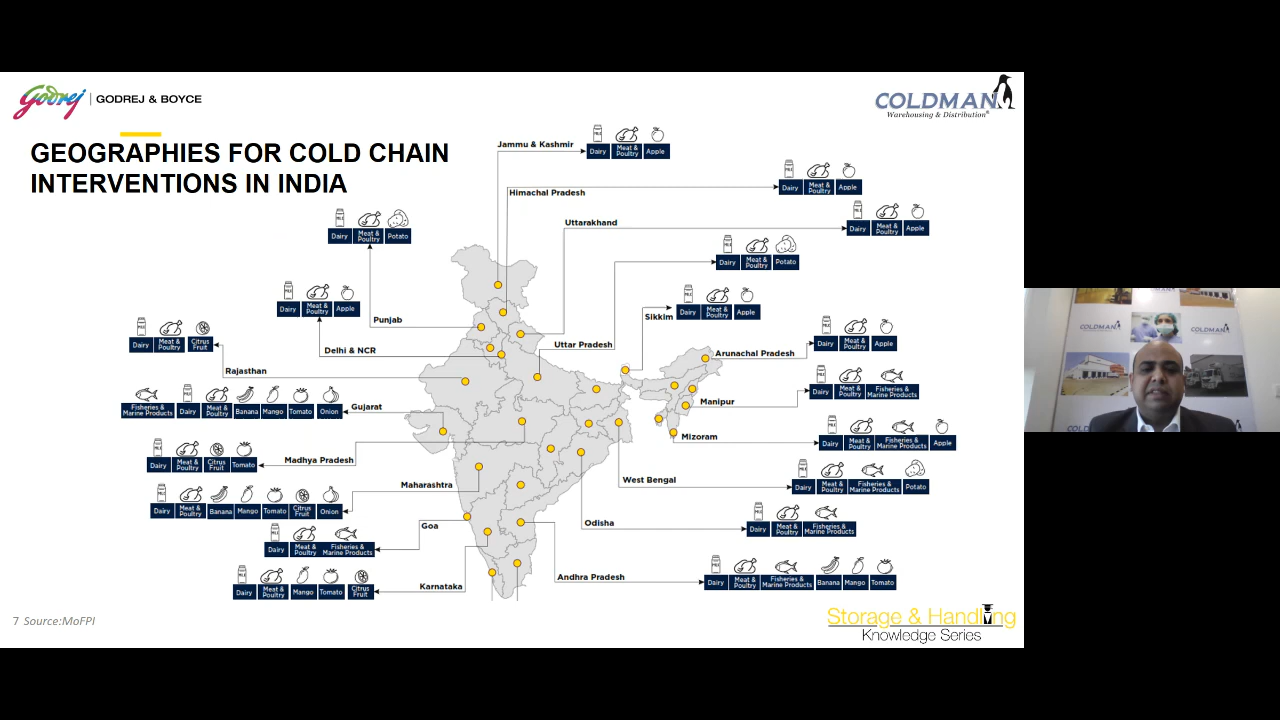 Godrej | GODREJ & BOYCE
COLDMAN
Warehousing & Distribution®
GEOGRAPHIES FOR COLD CHAIN
INTERVENTIONS IN INDIA
Jammu & Kashmir
MILK
Dairy Meat & Poultry Apple
Himachal Pradesh
Dairy Meat & Poultry Apple
Uttarakhand
Dairy Meat & Poultry Apple
Dairy Meat & Poultry Potato
Punjab
Uttar Pradesh
Dairy Meat & Poultry Potato
Delhi & NCR
Dairy Meat & Poultry Apple
Sikkim
Dairy Meat & Poultry Apple
Rajasthan
Dairy Meat & Poultry Citrus Fruit
Arunachal Pradesh
Dairy Meat & Poultry Apple
Gujarat
Fisheries & Marine Products Dairy Meat & Poultry Banana Mango Tomato Onion
Manipur
Dairy Meat & Poultry Fisheries & Marine Products
Mizoram
Dairy Meat & Poultry Fisheries & Marine Products Apple
Madhya Pradesh
Dairy Meat & Poultry Citrus Fruit Tomato
West Bengal
Dairy Meat & Poultry Fisheries & Marine Products Potato
Maharashtra
Dairy Meat & Poultry Banana Mango Tomato Citrus Fruit Onion
Odisha
Dairy Meat & Poultry Fisheries & Marine Products
Goa
Dairy Meat & Poultry Fisheries & Marine Products
Andhra Pradesh
Dairy Meat & Poultry Fisheries & Marine Products Banana Mango Tomato
Karnataka
Dairy Meat & Poultry Mango Tomato Citrus Fruit
7 Source:MoFPI
Storage & Handling
Knowledge Series
COLDMAN
COLDMAN